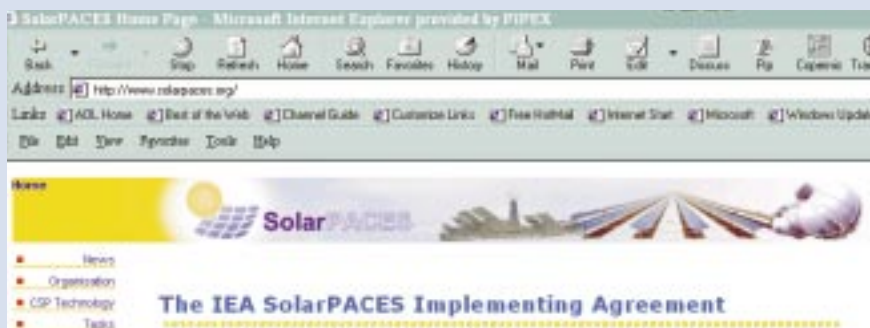 SolarPACES Home Page - Microsoft Internet Explorer provided by PIPEX
Back Stop Refresh Home Search Favorites History Mail Print Edit Discuss
Address http://www.solarpaces.org/
Links AOL Home Best of the Web Channel Guide Customize Links Free HotMail Internet Start Microsoft Windows Update
File Edit View Favorites Tools Help
Home
SolarPACES
News
Organisation
CSP Technology
Tasks
The IEA SolarPACES Implementing Agreement